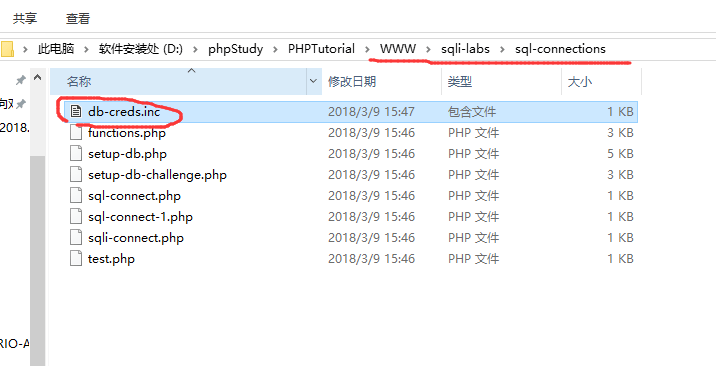 共享 查看
此电脑 › 软件安装处 (D:) › phpStudy › PHPTutorial › WWW › sqli-labs › sql-connections
名称 修改日期 类型 大小
db-creds.inc 2018/3/9 15:47 包含文件 1 KB
functions.php 2018/3/9 15:46 PHP 文件 3 KB
setup-db.php 2018/3/9 15:46 PHP 文件 5 KB
setup-db-challenge.php 2018/3/9 15:46 PHP 文件 3 KB
sql-connect.php 2018/3/9 15:46 PHP 文件 1 KB
sql-connect-1.php 2018/3/9 15:46 PHP 文件 1 KB
sqli-connect.php 2018/3/9 15:46 PHP 文件 1 KB
test.php 2018/3/9 15:46 PHP 文件 1 KB
向对
2018.
RIO-A